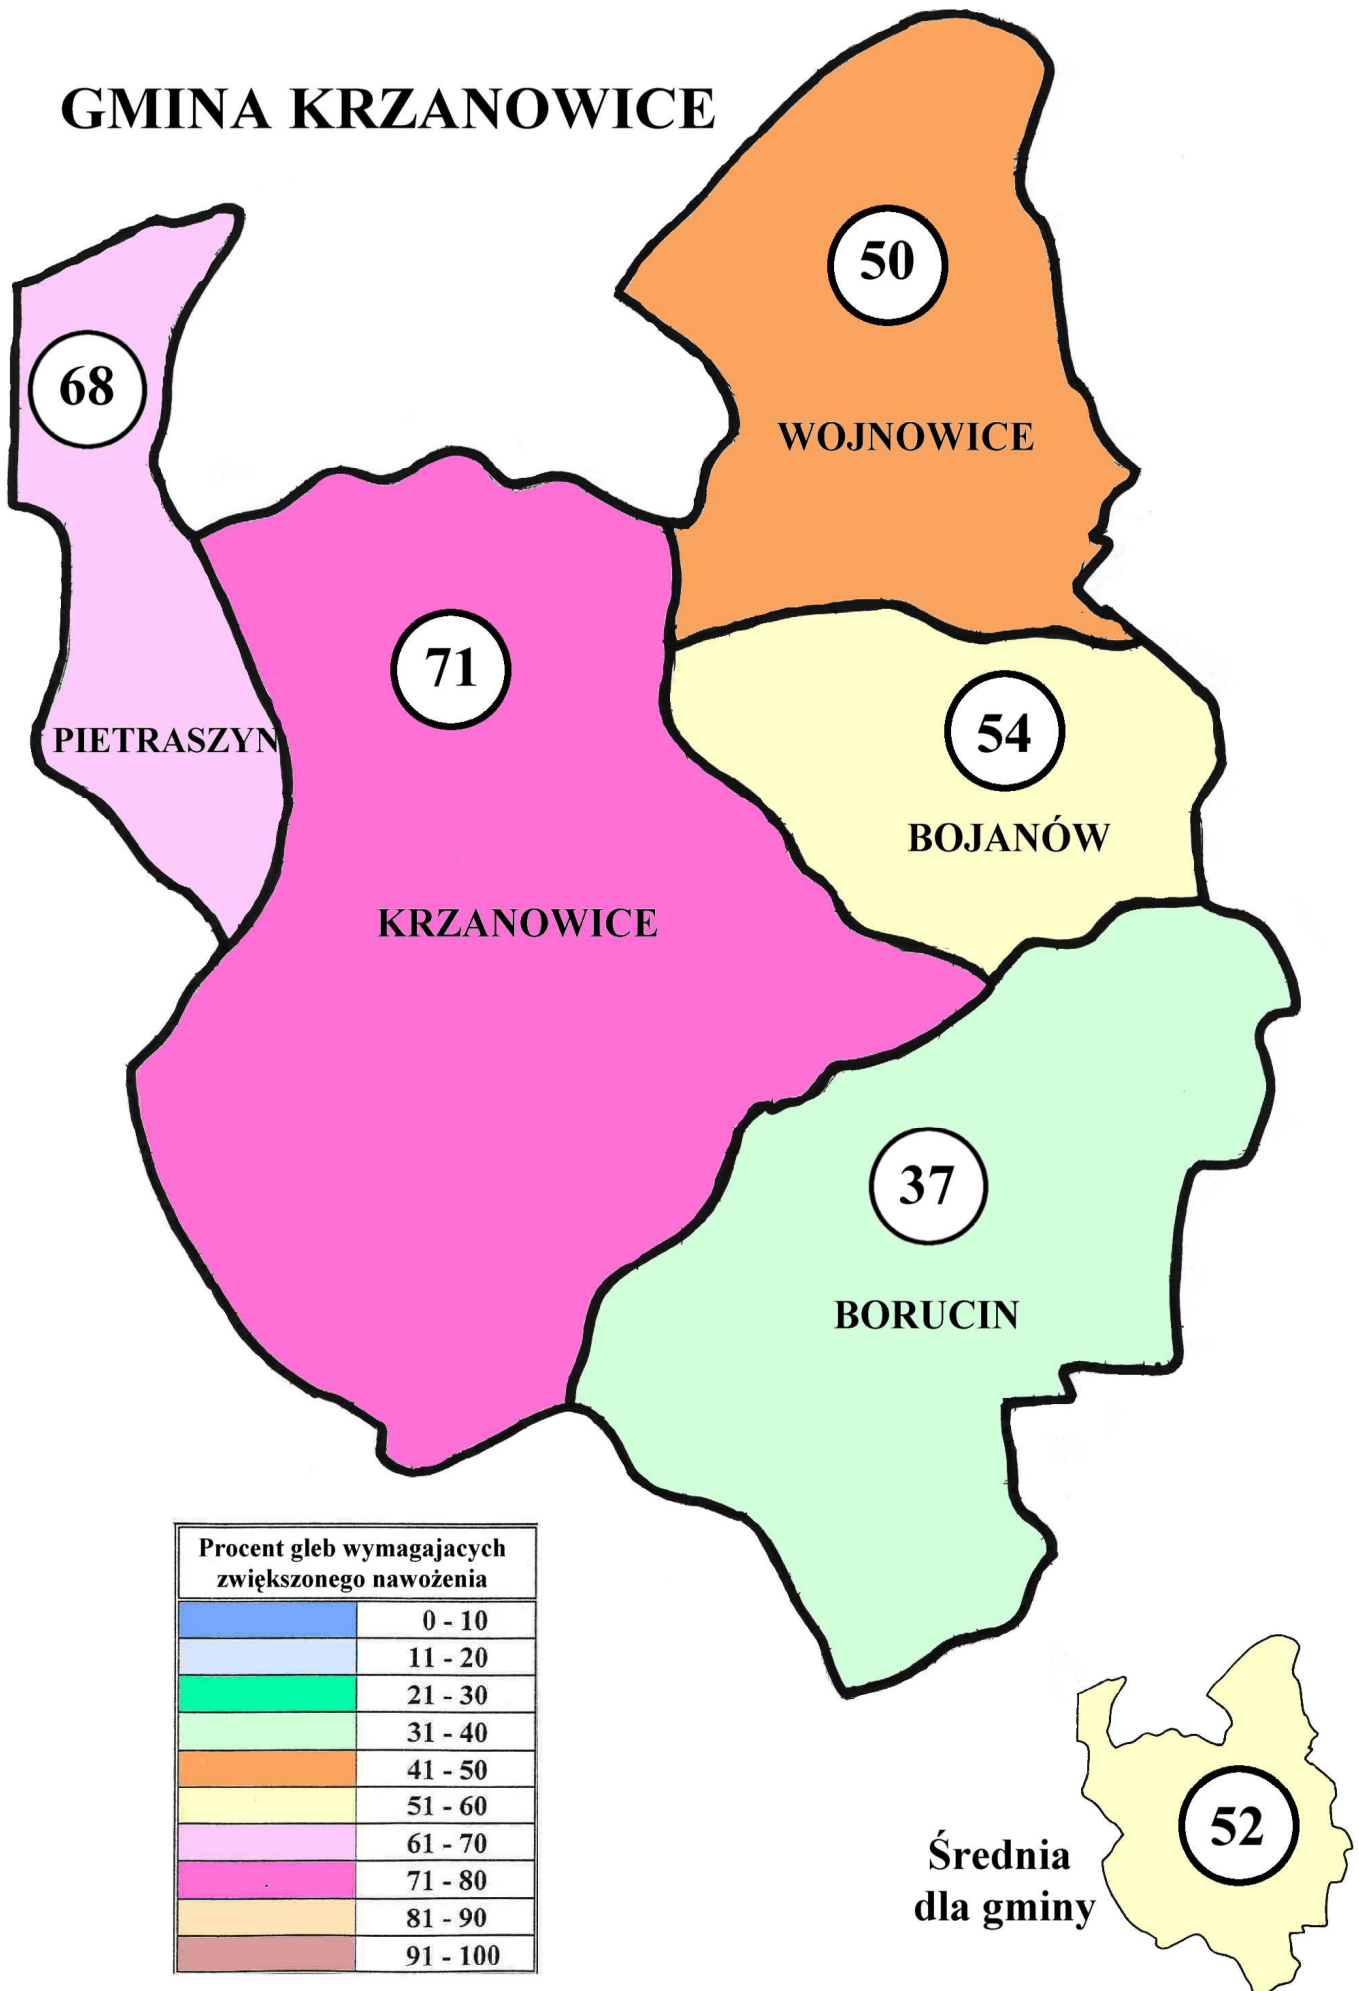 GMINA KRZANOWICE
50
68
WOJNOWICE
71
54
PIETRASZYN
BOJANÓW
KRZANOWICE
37
BORUCIN
Procent gleb wymagajacych
zwiększonego nawożenia
0 - 10
11 - 20
21 - 30
31 - 40
41 - 50
51 - 60
61 - 70
71 - 80
81 - 90
91 - 100
52
Średnia
dla gminy